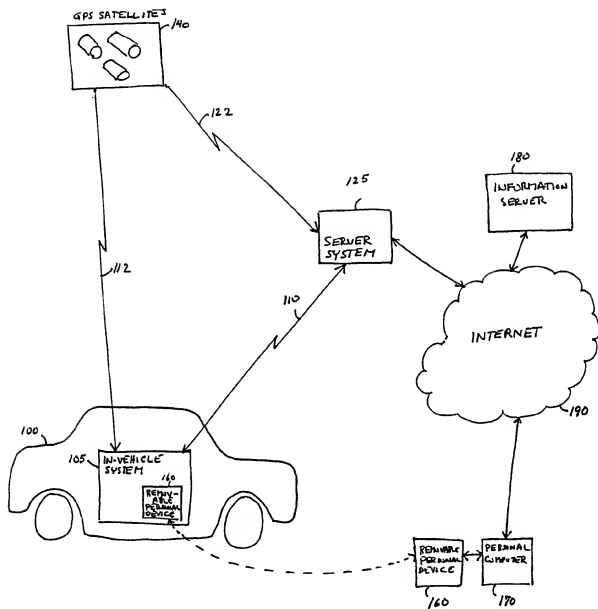 GPS SATELLITES
140
122
125
180
INFORMATION
SERVER
SERVER
SYSTEM
112
110
INTERNET
190
100
105
IN-VEHICLE
SYSTEM
160
REMOV-
ABLE
PERSONAL
DEVICE
REMOVABLE
PERSONAL
DEVICE
PERSONAL
COMPUTER
160
170